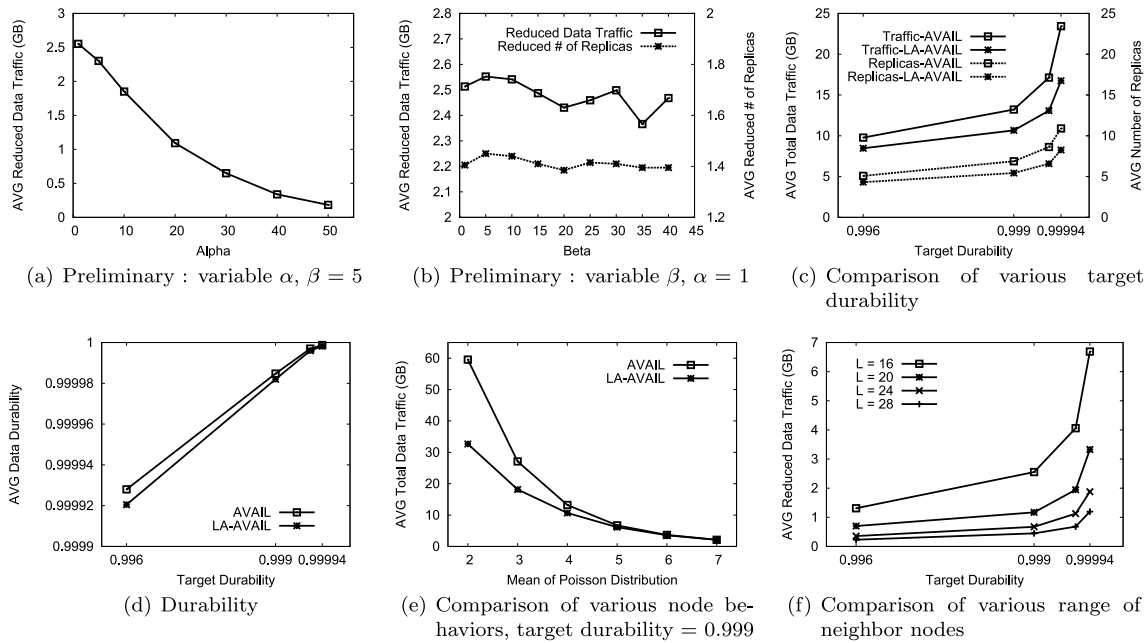 AVG Reduced Data Traffic (GB)
3
2.5
2
1.5
1
0.5
0
0 10 20 30 40 50
Alpha
(a) Preliminary : variable α, β = 5
AVG Reduced Data Traffic (GB)
2.8
2.7
2.6
2.5
2.4
2.3
2.2
2.1
2
Reduced Data Traffic
Reduced # of Replicas
2
1.8
1.6
1.4
1.2
AVG Reduced # of Replicas
0 5 10 15 20 25 30 35 40 45
Beta
(b) Preliminary : variable β, α = 1
AVG Total Data Traffic (GB)
25
20
15
10
5
0
Traffic-AVAIL
Traffic-LA-AVAIL
Replicas-AVAIL
Replicas-LA-AVAIL
25
20
15
10
5
0
AVG Number of Replicas
0.996 0.999 0.99994
Target Durability
(c) Comparison of various target
durability
AVG Data Durability
1
0.99998
0.99996
0.99994
0.99992
0.9999
AVAIL
LA-AVAIL
0.996 0.999 0.99994
Target Durability
(d) Durability
AVG Total Data Traffic (GB)
60
50
40
30
20
10
0
AVAIL
LA-AVAIL
2 3 4 5 6 7
Mean of Poisson Distribution
(e) Comparison of various node be-
haviors, target durability = 0.999
AVG Reduced Data Traffic (GB)
7
6
5
4
3
2
1
0
L = 16
L = 20
L = 24
L = 28
0.996 0.999 0.99994
Target Durability
(f) Comparison of various range of
neighbor nodes